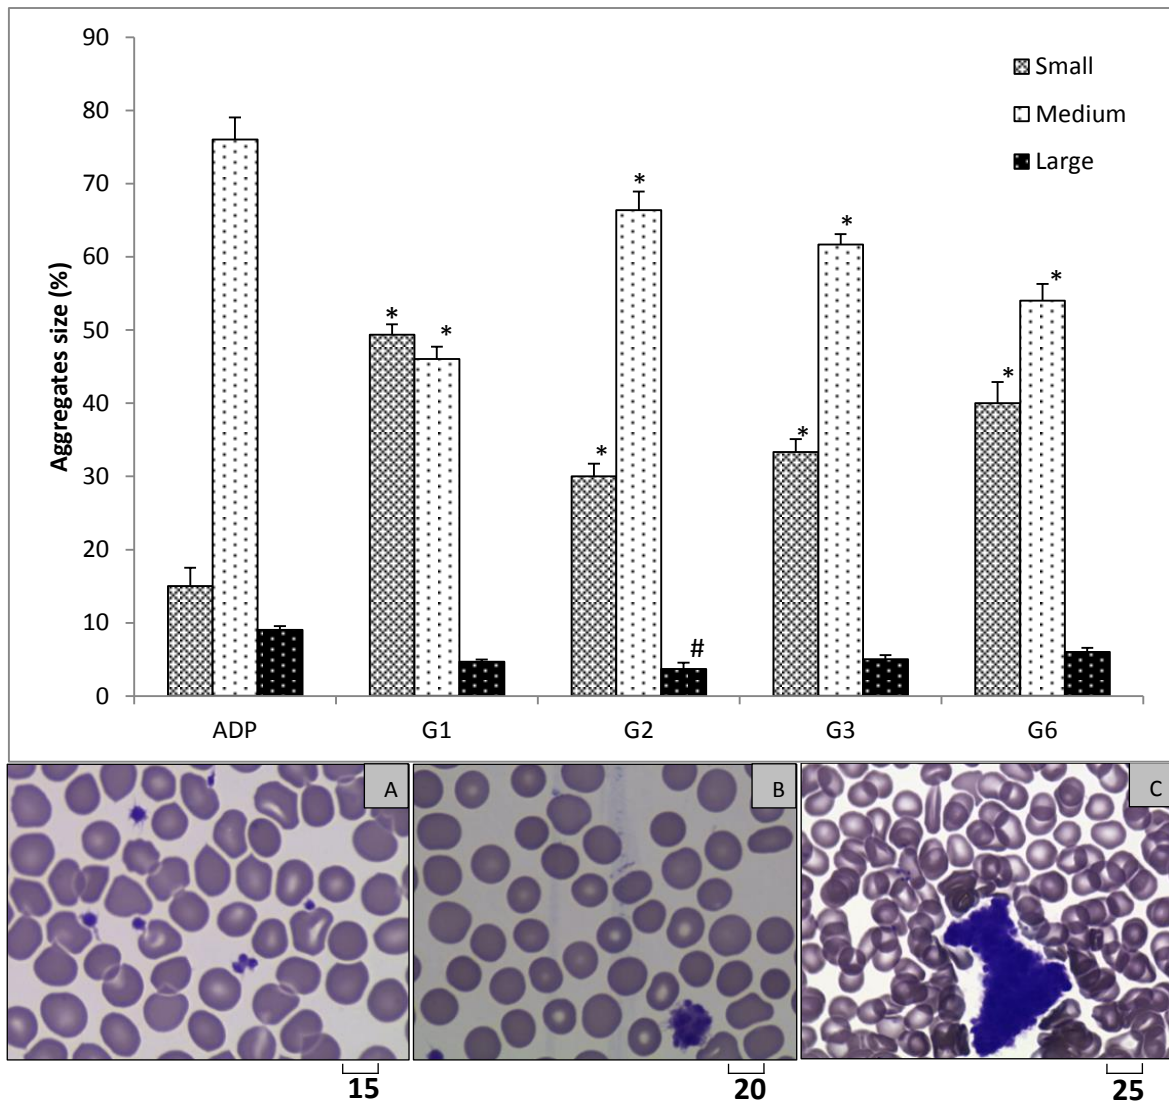 90
80
70
60
50
40
30
20
10
0
Aggregates size (%)
Small
Medium
Large
* * * * * # * * * *
ADP G1 G2 G3 G6
A B C
15 20 25